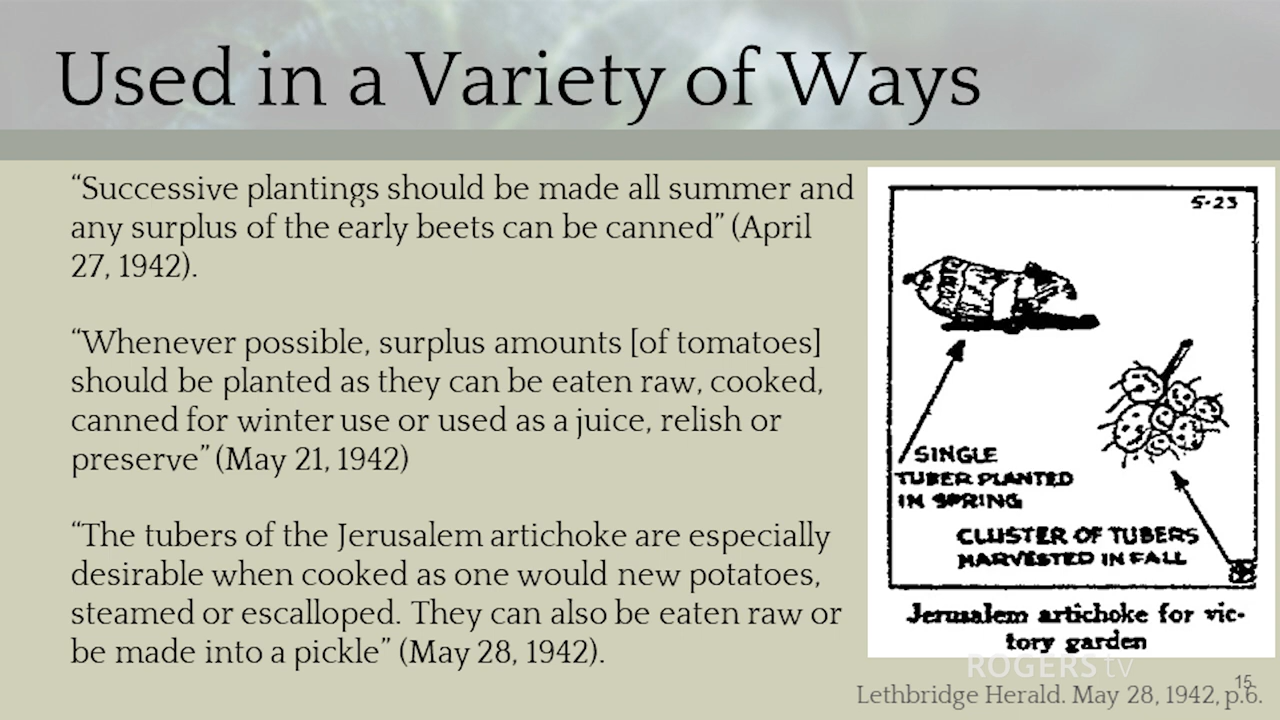 Used in a Variety of Ways
“Successive plantings should be made all summer and
any surplus of the early beets can be canned” (April
27, 1942).
“Whenever possible, surplus amounts [of tomatoes]
should be planted as they can be eaten raw, cooked,
canned for winter use or used as a juice, relish or
preserve” (May 21, 1942)
“The tubers of the Jerusalem artichoke are especially
desirable when cooked as one would new potatoes,
steamed or escalloped. They can also be eaten raw or
be made into a pickle” (May 28, 1942).
5-23
SINGLE
TUBER PLANTED
IN SPRING
CLUSTER OF TUBERS
HARVESTED IN FALL
Jerusalem artichoke for vic-
tory garden
ROGERS tv
15
Lethbridge Herald. May 28, 1942, p.6.